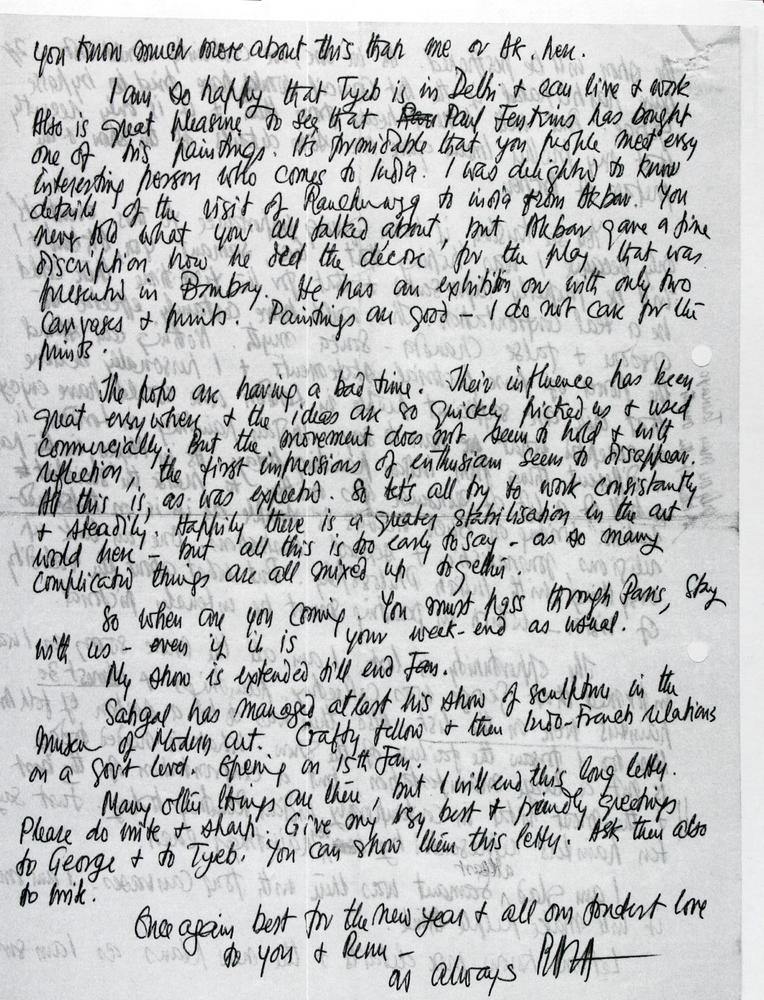 you know much more about this than me or Ak. here.
I am so happy that Tyeb is in Delhi & can live & work
Also is great pleasure to see that Paul Jenkins has bought
one of his paintings. It's formidable that you people meet every
interesting person who comes to India. I was delighted to know
details of the visit of Rauchenwyg to india from Akbar. You
never told what you all talked about, but Akbar gave a fine
discription how he did the décor for the play that was
presented in Bombay. He has an exhibition on with only two
canvases & prints. Paintings are good – I do not care for the
prints.
The pops are having a bad time. Their influence has been
great everywhere & the ideas are so quickly picked up & used
commercially. But the movement does not seem to hold & with
reflection, the first impressions of enthusiam seems to disappear.
All this is, as was expected. So let's all try to work consistantly
& steadily. Happily there is a greater stabilisation in the art
world here – but all this is too early to say – as so many
complicated things are all mixed up together.
So when are you coming. You must pass through Paris, stay
with us – even if it is your week-end as usual.
My show is extended till end Jan.
Sahgal has managed atlast his show of sculpture in the
Museum of Modern art. Crafty fellow & then Indo-French relations
on a govt level. Opening on 15th Jan.
Many other things are there, but I will end this long letter.
Please do write & sharp. Give my very best & friendly greetings
to George & to Tyeb. You can show them this letter. Ask them also
to write.
Once again best for the new year & all our fondest love
to you & Renu –
as always